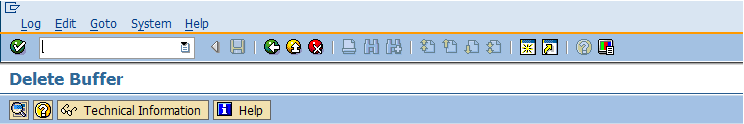 Log Edit Goto System Help
Delete Buffer
Technical Information Help